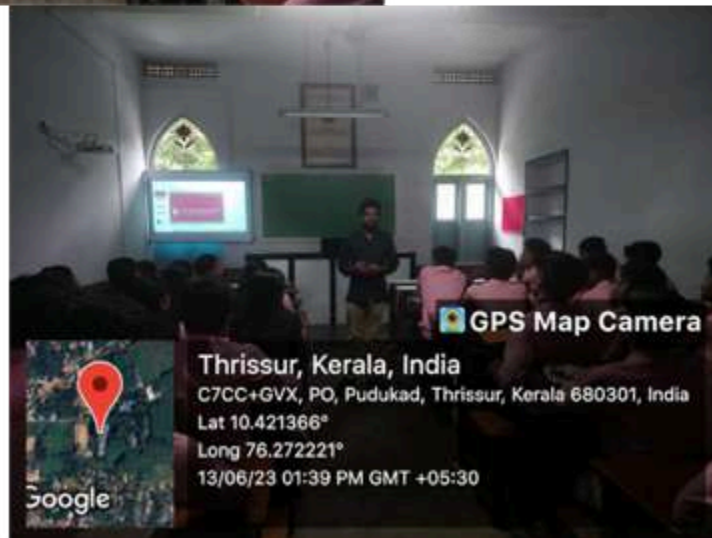 GPS Map Camera
Thrissur, Kerala, India
C7CC+GVX, PO, Pudukad, Thrissur, Kerala 680301, India
Lat 10.421366°
Long 76.272221°
13/06/23 01:39 PM GMT +05:30
Google